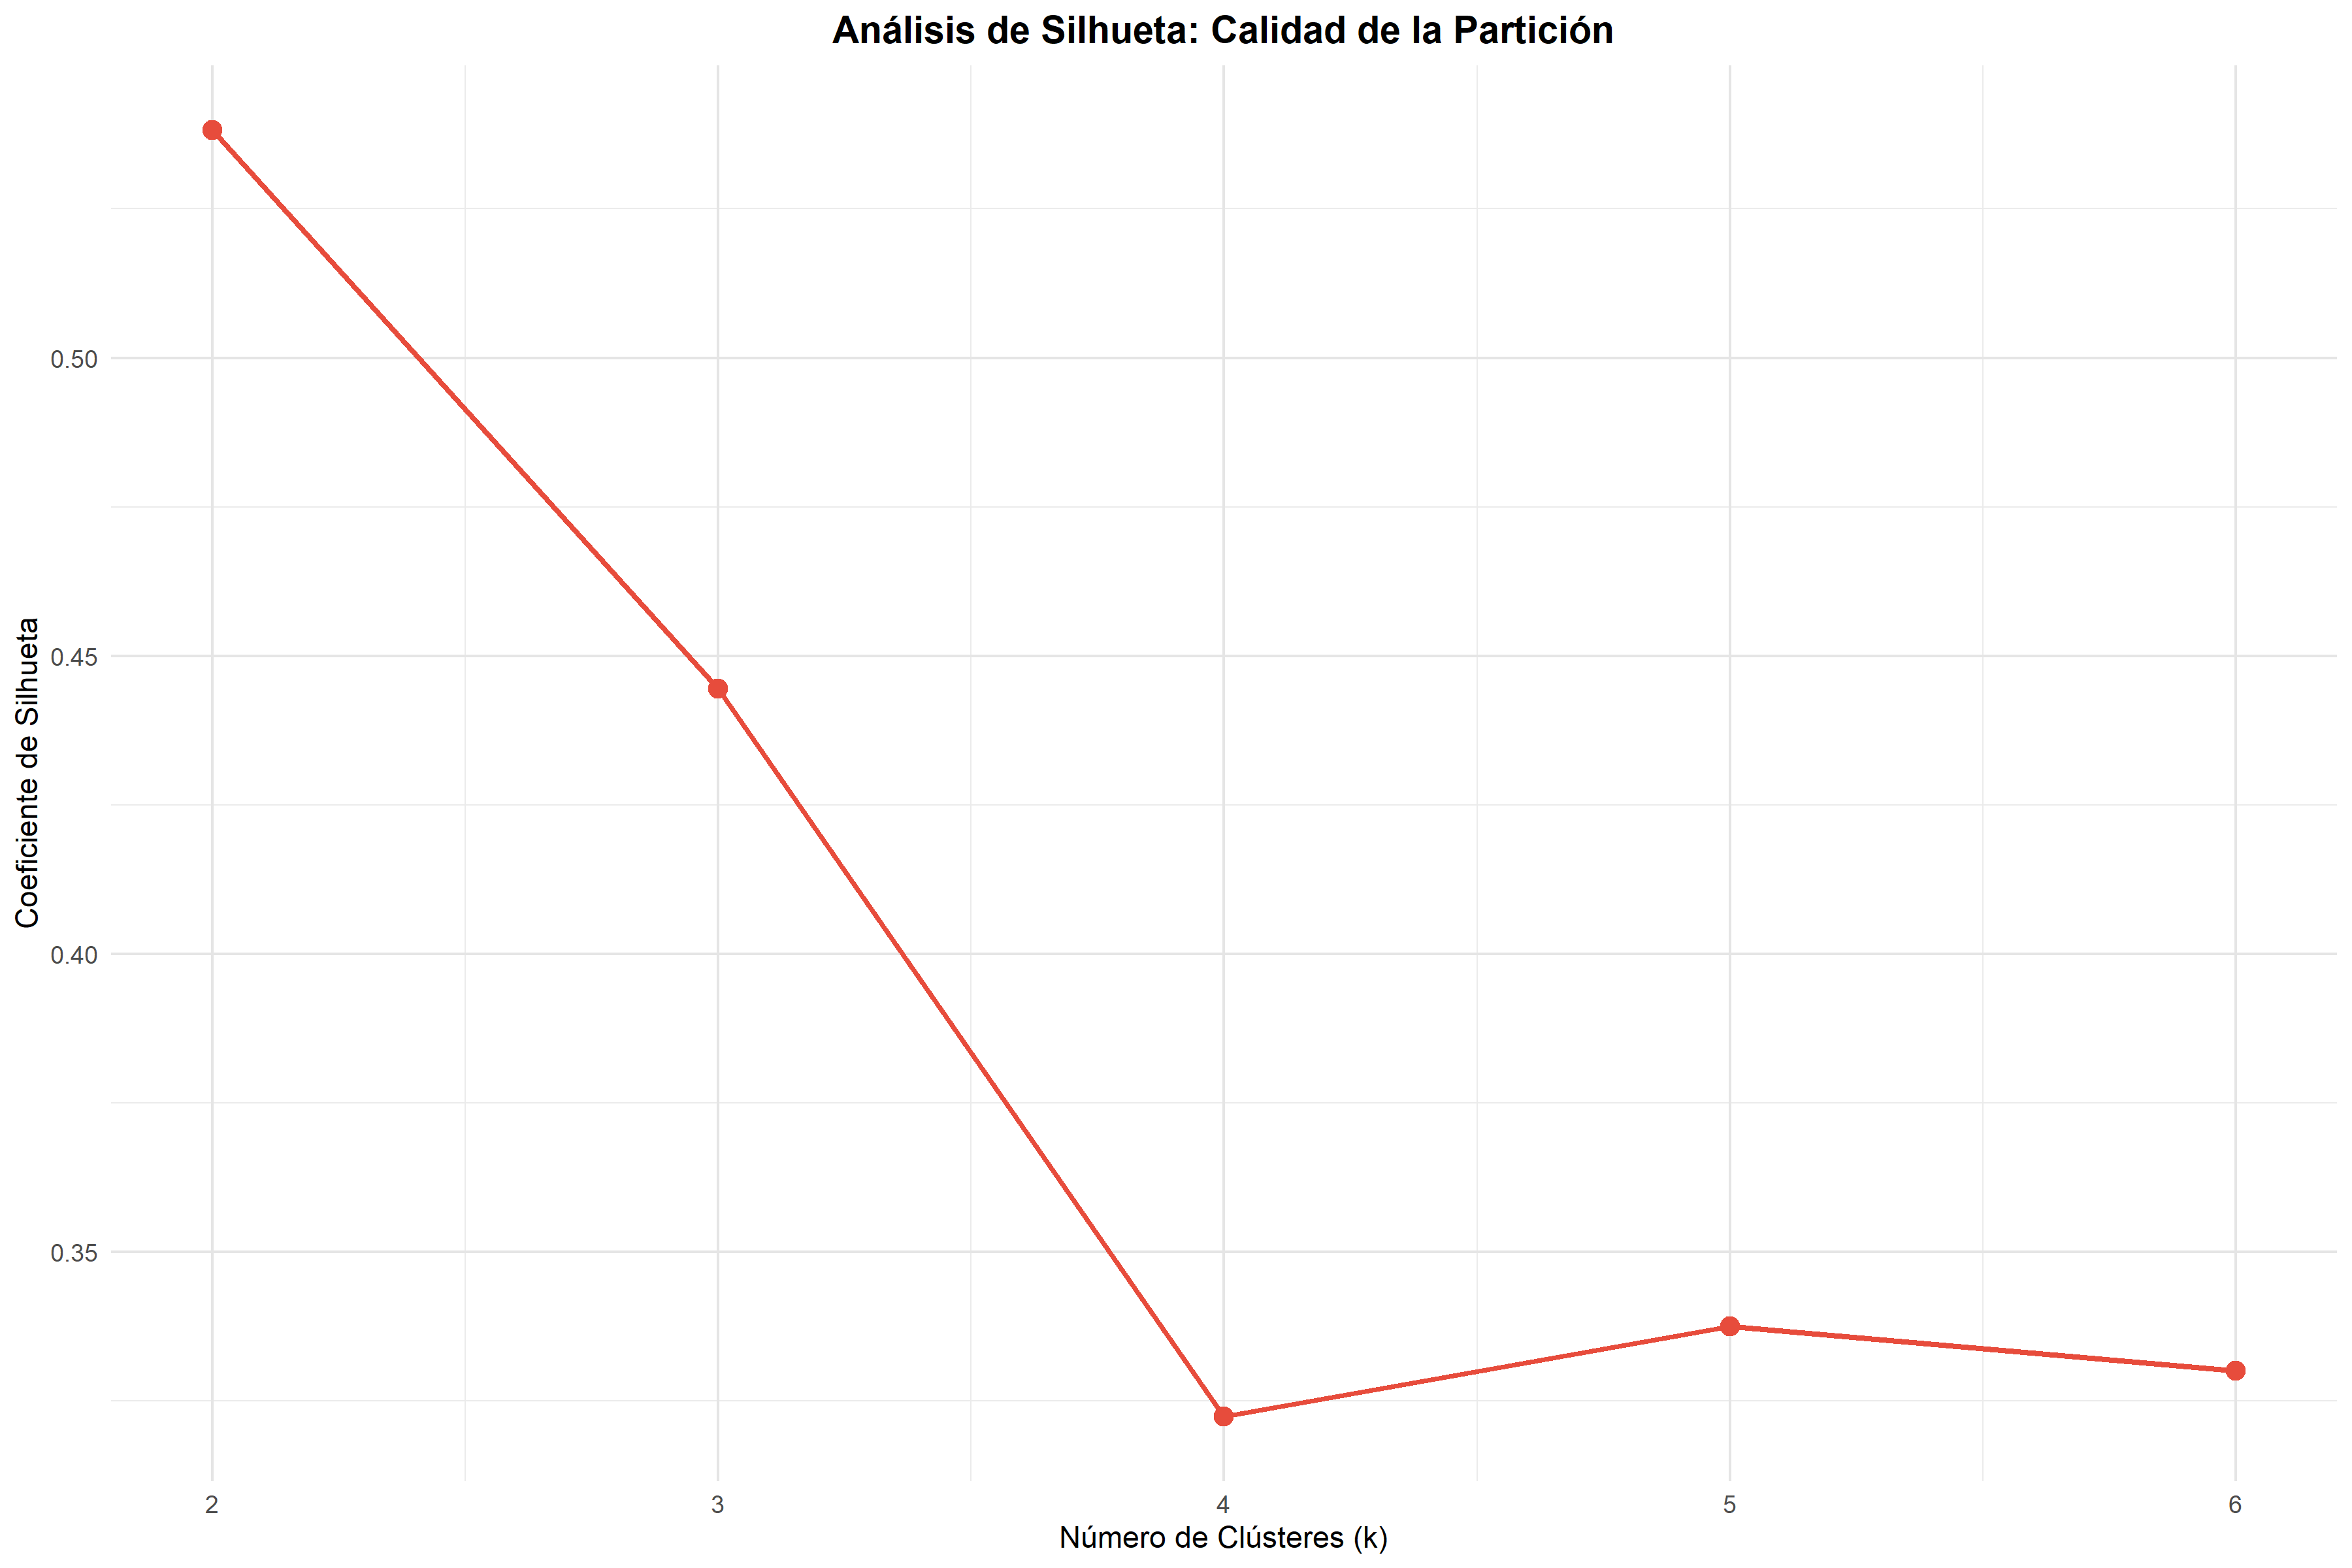 Análisis de Silhueta: Calidad de la Partición
Coeficiente de Silhueta
0.50
0.45
0.40
0.35
2 3 4 5 6
Número de Clústeres (k)